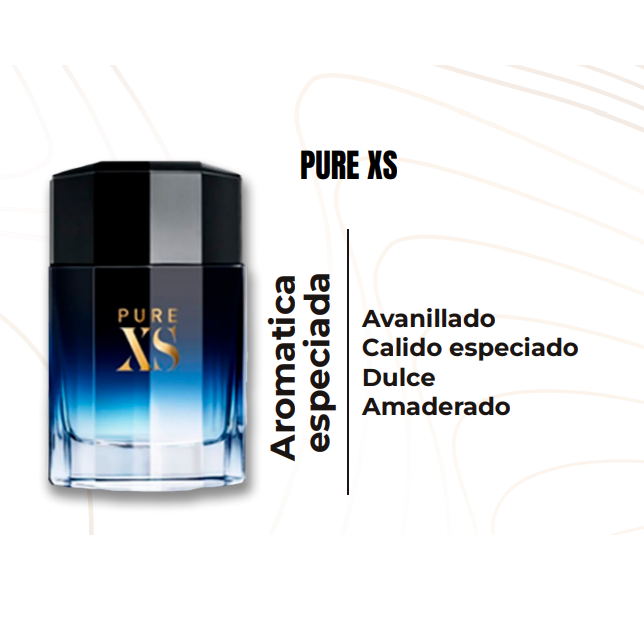 PURE XS
PURE
XS
Aromatica
especiada
Avanillado
Calido especiado
Dulce
Amaderado